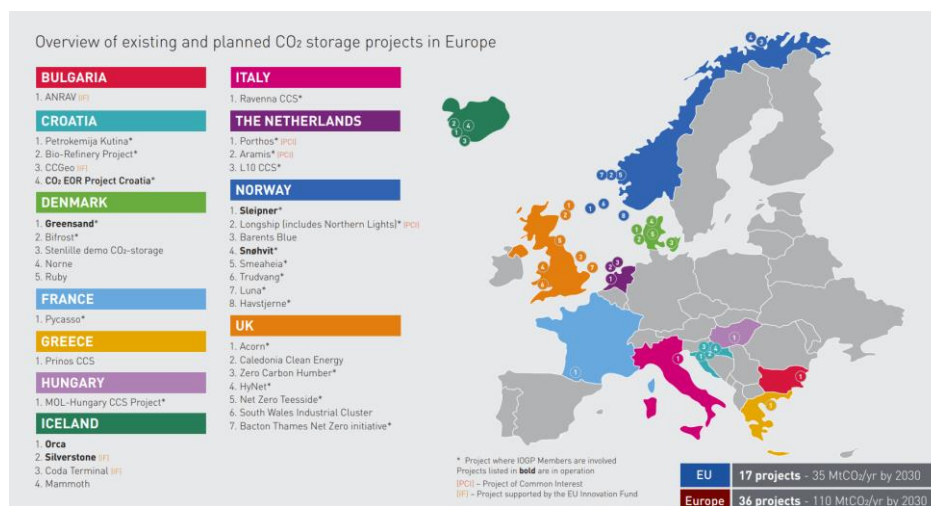 Overview of existing and planned CO₂ storage projects in Europe
BULGARIA
1. ANRAV [IF]
CROATIA
1. Petrokemija Kutina*
2. Bio-Refinery Project*
3. CCGeo [IF]
4. CO₂ EOR Project Croatia*
DENMARK
1. Greensand*
2. Bifrost*
3. Stenlille demo CO₂-storage
4. Norne
5. Ruby
FRANCE
1. Pycasso*
GREECE
1. Prinos CCS
HUNGARY
1. MOL-Hungary CCS Project*
ICELAND
1. Orca
2. Silverstone [IF]
3. Coda Terminal [IF]
4. Mammoth
ITALY
1. Ravenna CCS*
THE NETHERLANDS
1. Porthos* [PCI]
2. Aramis* [PCI]
3. L10 CCS*
NORWAY
1. Sleipner*
2. Longship [includes Northern Lights]* [PCI]
3. Barents Blue
4. Snøhvit*
5. Smeaheia*
6. Trudvang*
7. Luna*
8. Havstjerne*
UK
1. Acorn*
2. Caledonia Clean Energy
3. Zero Carbon Humber*
4. HyNet*
5. Net Zero Teesside*
6. South Wales Industrial Cluster
7. Bacton Thames Net Zero initiative*
* Project where IOGP Members are involved
Projects listed in bold are in operation
[PCI] – Project of Common Interest
[IF] – Project supported by the EU Innovation Fund
EU 17 projects - 35 MtCO₂/yr by 2030
Europe 36 projects - 110 MtCO₂/yr by 2030